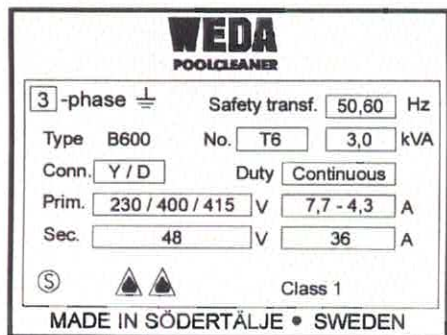 WEDA
POOLCLEANER
3 -phase Safety transf. 50,60 Hz
Type B600 No. T6 3,0 kVA
Conn. Y / D Duty Continuous
Prim. 230 / 400 / 415 V 7,7 - 4,3 A
Sec. 48 V 36 A
S Class 1
MADE IN SÖDERTÄLJE • SWEDEN